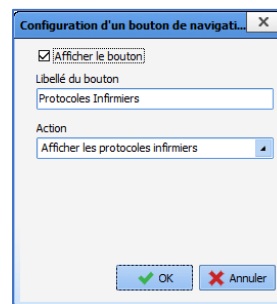 Configuration d'un bouton de navigati...
Afficher le bouton
Libellé du bouton
Protocoles Infirmiers
Action
Afficher les protocoles infirmiers
OK
Annuler